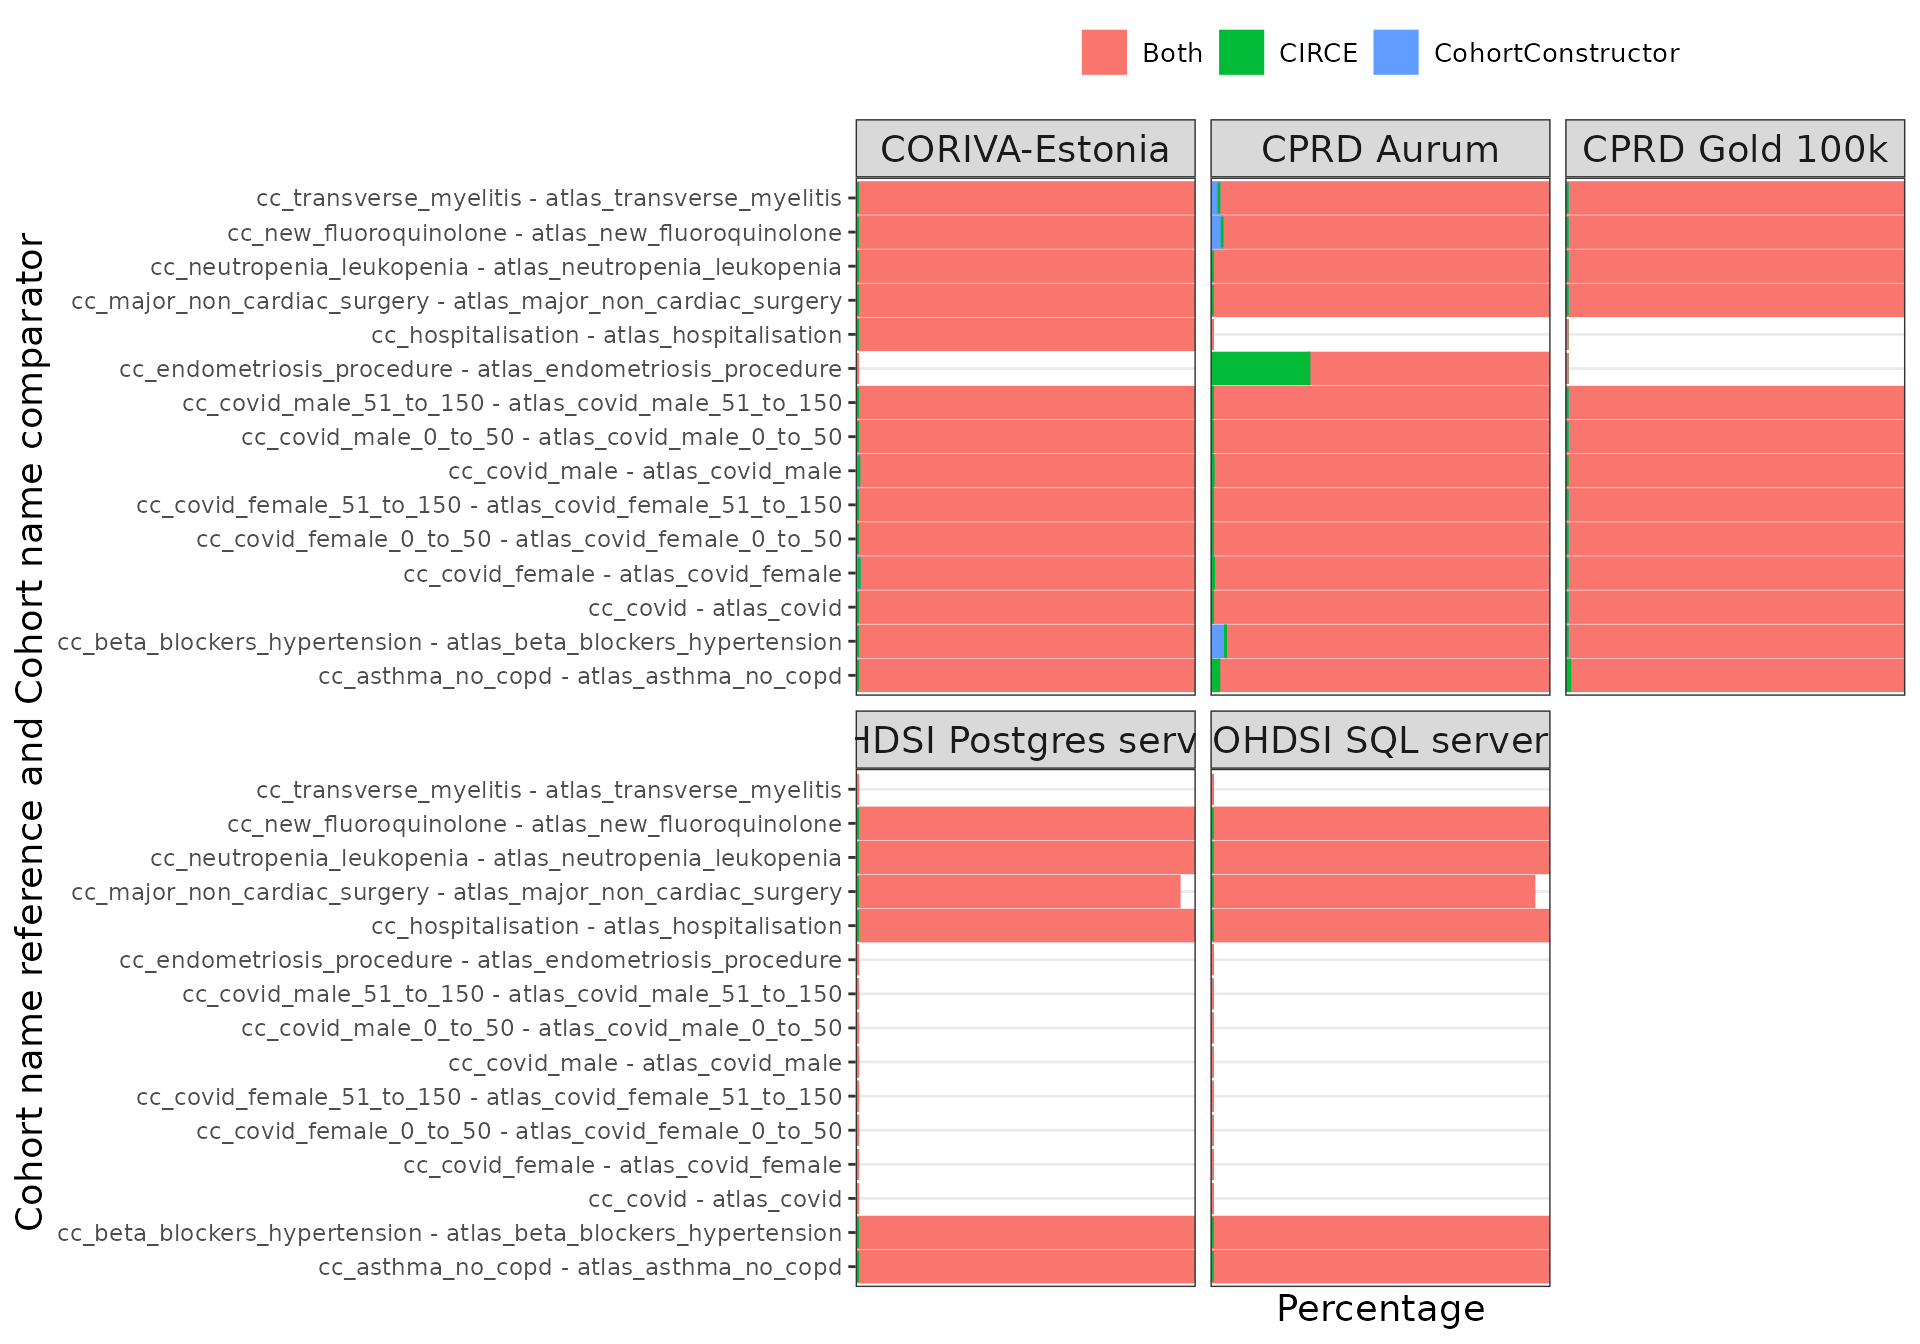 Both CIRCE CohortConstructor
CORIVA-Estonia CPRD Aurum CPRD Gold 100k
Cohort name reference and Cohort name comparator
cc_transverse_myelitis - atlas_transverse_myelitis
cc_new_fluoroquinolone - atlas_new_fluoroquinolone
cc_neutropenia_leukopenia - atlas_neutropenia_leukopenia
cc_major_non_cardiac_surgery - atlas_major_non_cardiac_surgery
cc_hospitalisation - atlas_hospitalisation
cc_endometriosis_procedure - atlas_endometriosis_procedure
cc_covid_male_51_to_150 - atlas_covid_male_51_to_150
cc_covid_male_0_to_50 - atlas_covid_male_0_to_50
cc_covid_male - atlas_covid_male
cc_covid_female_51_to_150 - atlas_covid_female_51_to_150
cc_covid_female_0_to_50 - atlas_covid_female_0_to_50
cc_covid_female - atlas_covid_female
cc_covid - atlas_covid
cc_beta_blockers_hypertension - atlas_beta_blockers_hypertension
cc_asthma_no_copd - atlas_asthma_no_copd
HDSI Postgres serv OHDSI SQL server
cc_transverse_myelitis - atlas_transverse_myelitis
cc_new_fluoroquinolone - atlas_new_fluoroquinolone
cc_neutropenia_leukopenia - atlas_neutropenia_leukopenia
cc_major_non_cardiac_surgery - atlas_major_non_cardiac_surgery
cc_hospitalisation - atlas_hospitalisation
cc_endometriosis_procedure - atlas_endometriosis_procedure
cc_covid_male_51_to_150 - atlas_covid_male_51_to_150
cc_covid_male_0_to_50 - atlas_covid_male_0_to_50
cc_covid_male - atlas_covid_male
cc_covid_female_51_to_150 - atlas_covid_female_51_to_150
cc_covid_female_0_to_50 - atlas_covid_female_0_to_50
cc_covid_female - atlas_covid_female
cc_covid - atlas_covid
cc_beta_blockers_hypertension - atlas_beta_blockers_hypertension
cc_asthma_no_copd - atlas_asthma_no_copd
Percentage